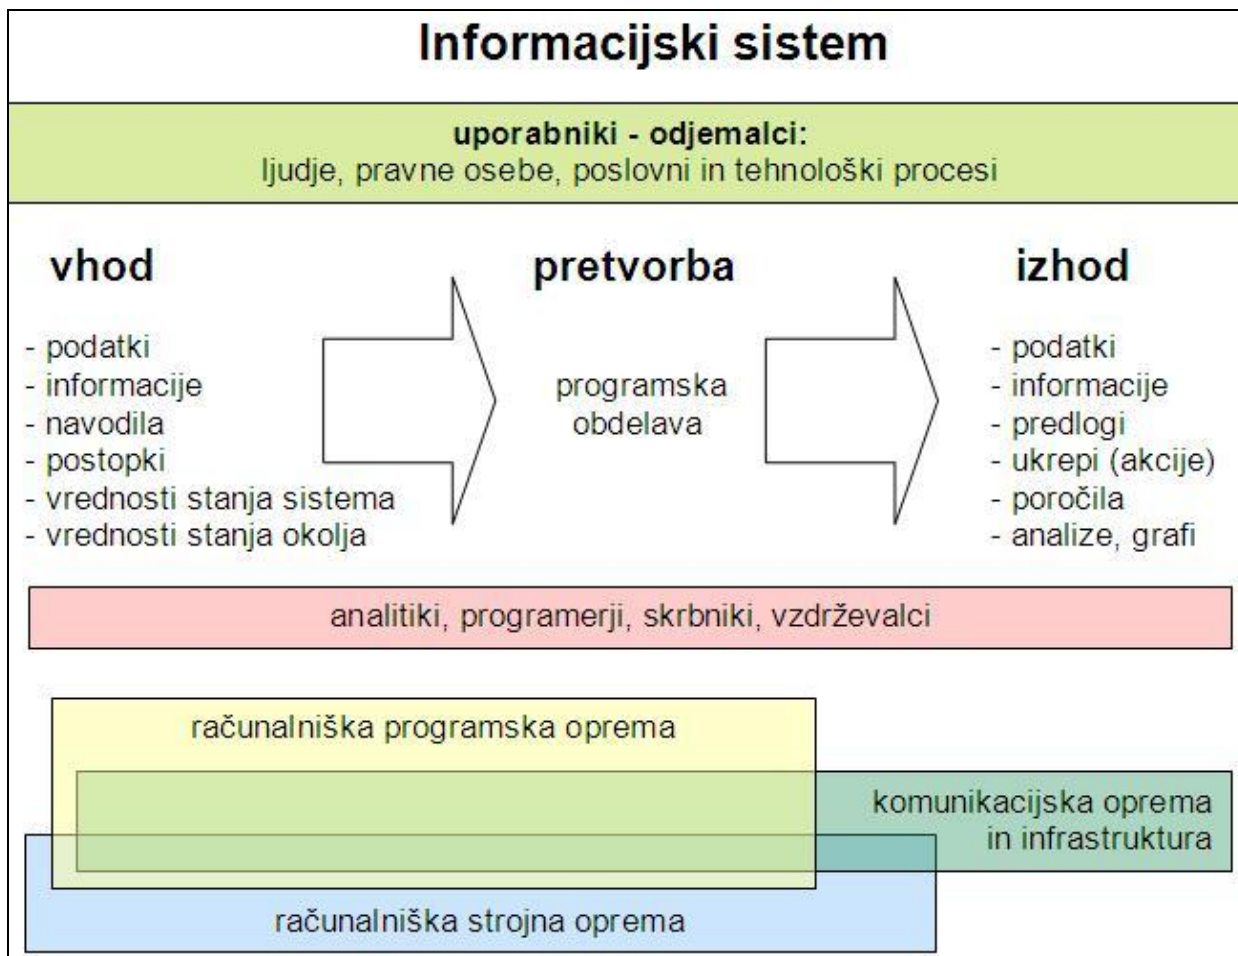 Informacijski sistem
uporabniki - odjemalci:
ljudje, pravne osebe, poslovni in tehnološki procesi
vhod
- podatki
- informacije
- navodila
- postopki
- vrednosti stanja sistema
- vrednosti stanja okolja
pretvorba
programska
obdelava
izhod
- podatki
- informacije
- predlogi
- ukrepi (akcije)
- poročila
- analize, grafi
analitiki, programerji, skrbniki, vzdrževalci
računalniška programska oprema
komunikacijska oprema
in infrastruktura
računalniška strojna oprema